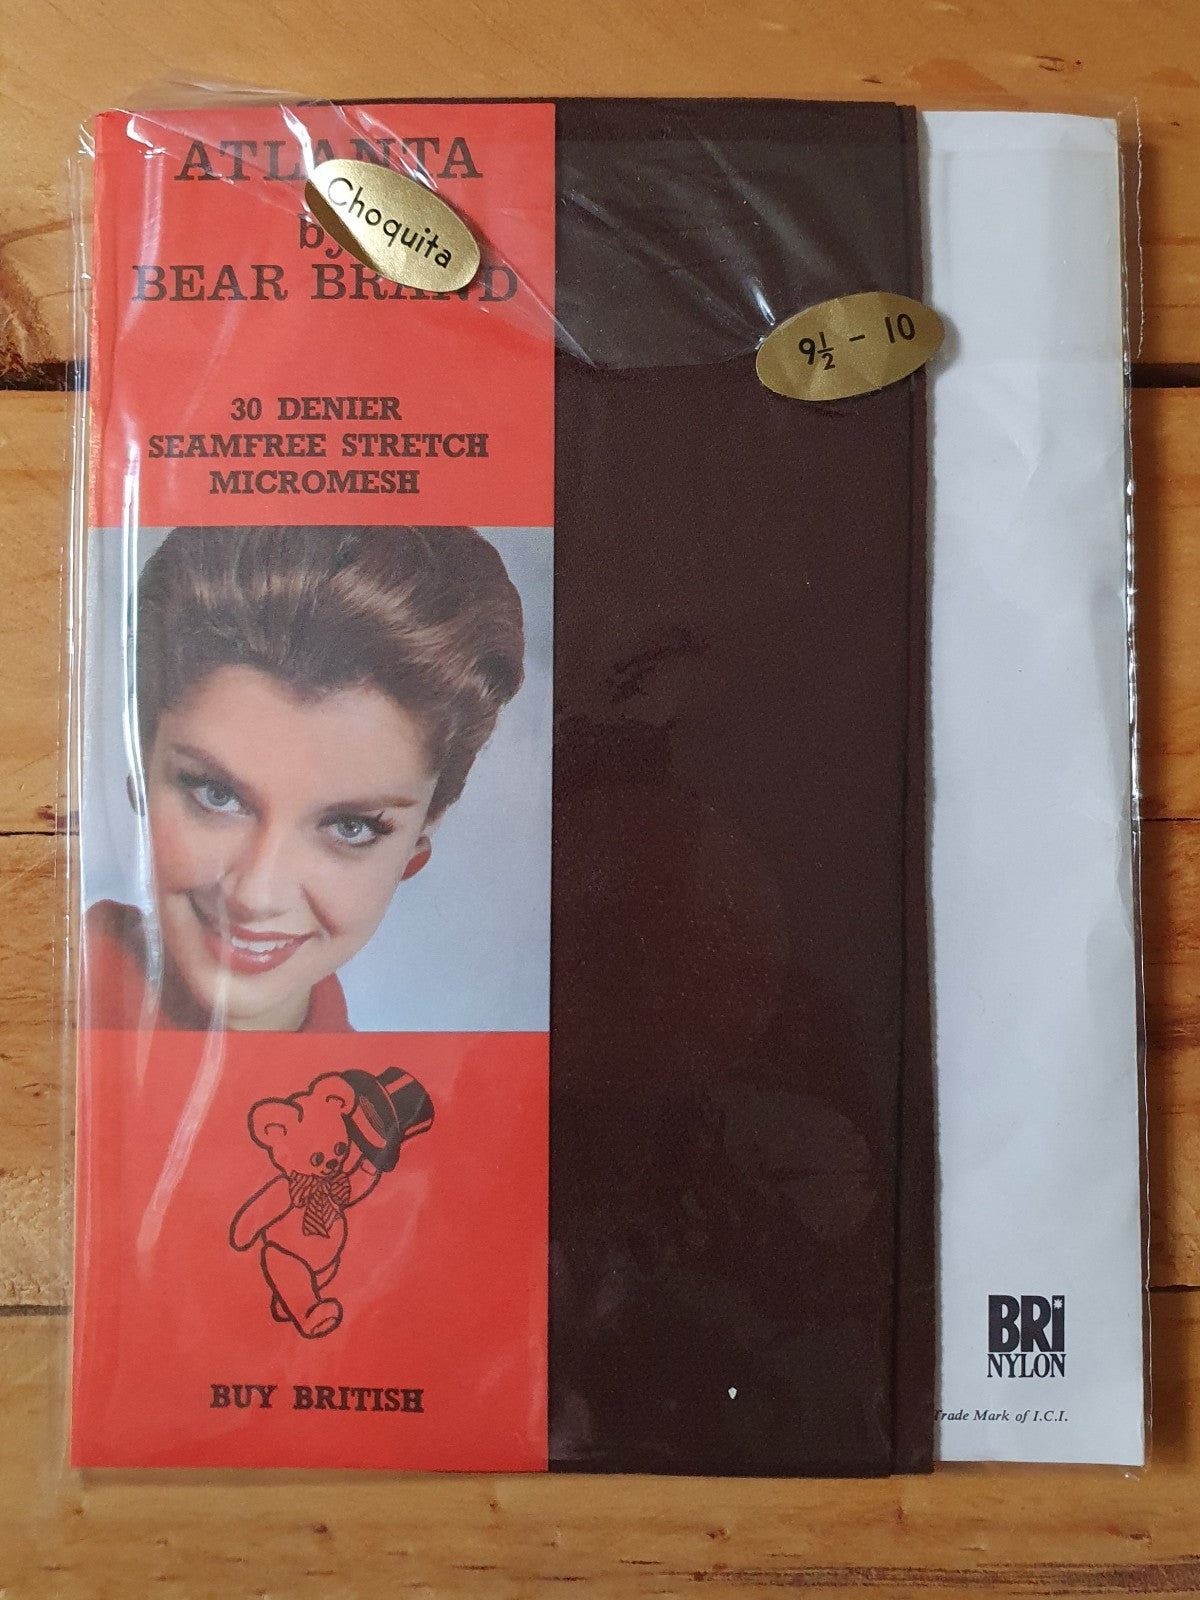 ATLANTA
by
BEAR BRAND
Choquita
9½ - 10
30 DENIER
SEAMFREE STRETCH
MICROMESH
BUY BRITISH
BRI
NYLON
Trade Mark of I.C.I.